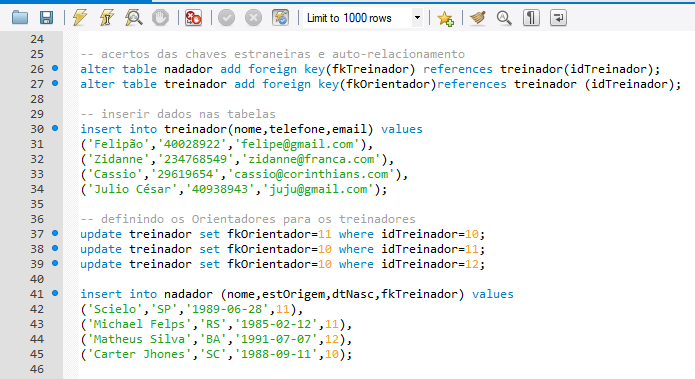 Limit to 1000 rows
24
25 -- acertos das chaves estraneiras e auto-relacionamento
26 alter table nadador add foreign key(fkTreinador) references treinador(idTreinador);
27 alter table treinador add foreign key(fkOrientador)references treinador (idTreinador);
28
29 -- inserir dados nas tabelas
30 insert into treinador(nome,telefone,email) values
31 ('Felipão','40028922','felipe@gmail.com'),
32 ('Zidanne','234768549','zidanne@franca.com'),
33 ('Cassio','29619654','cassio@corinthians.com'),
34 ('Julio César','40938943','juju@gmail.com');
35
36 -- definindo os Orientadores para os treinadores
37 update treinador set fkOrientador=11 where idTreinador=10;
38 update treinador set fkOrientador=10 where idTreinador=11;
39 update treinador set fkOrientador=10 where idTreinador=12;
40
41 insert into nadador (nome,estOrigem,dtNasc,fkTreinador) values
42 ('Scielo','SP','1989-06-28',11),
43 ('Michael Felps','RS','1985-02-12',11),
44 ('Matheus Silva','BA','1991-07-07',12),
45 ('Carter Jhones','SC','1988-09-11',10);
46